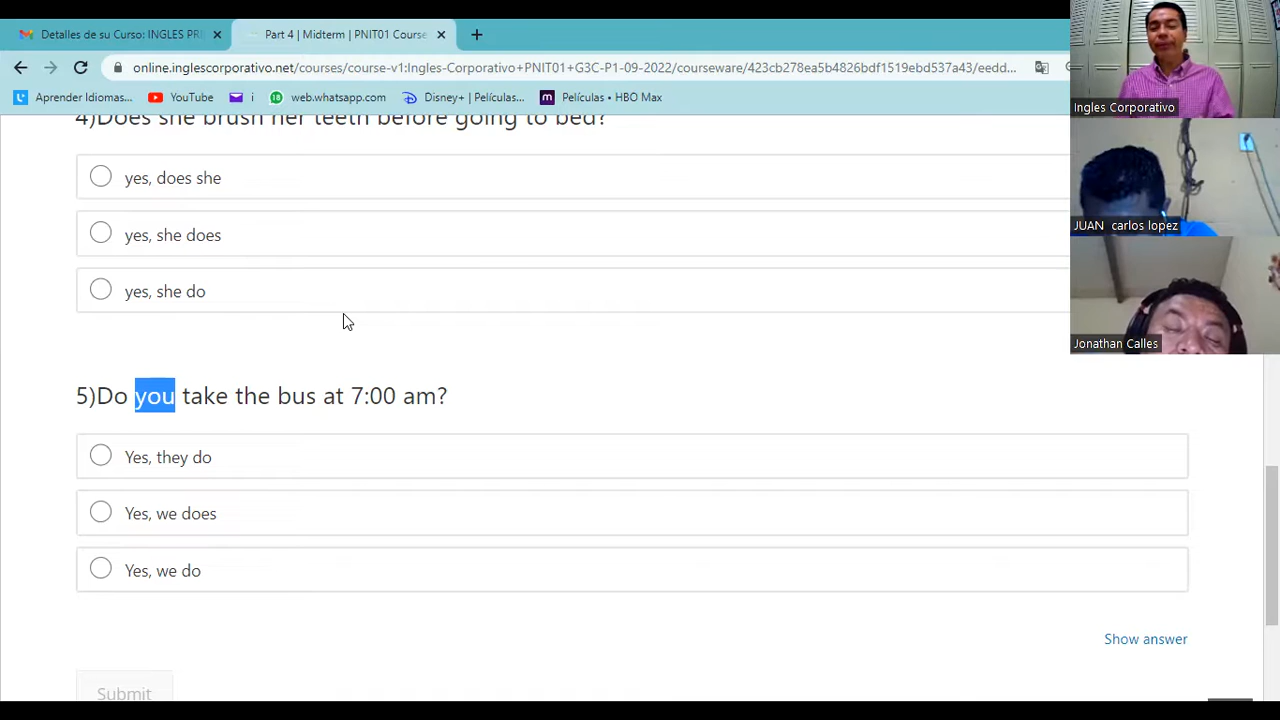 Detalles de su Curso: INGLES PRI
Part 4 | Midterm | PNIT01 Course
online.inglescorporativo.net/courses/course-v1:Ingles-Corporativo+PNIT01+G3C-P1-09-2022/courseware/423cb278ea5b4826bdf1519ebd537a43/eedd...
Aprender Idiomas... YouTube i web.whatsapp.com Disney+ | Películas... Películas • HBO Max
Ingles Corporativo
JUAN carlos lopez
Jonathan Calles
4)Does she brush her teeth before going to bed?
yes, does she
yes, she does
yes, she do
5)Do you take the bus at 7:00 am?
Yes, they do
Yes, we does
Yes, we do
Show answer
Submit